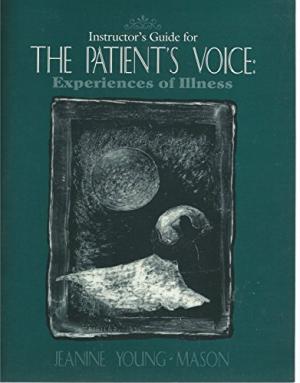 Instructor's Guide for
THE PATIENT'S VOICE:
Experiences of Illness
JEANINE YOUNG-MASON